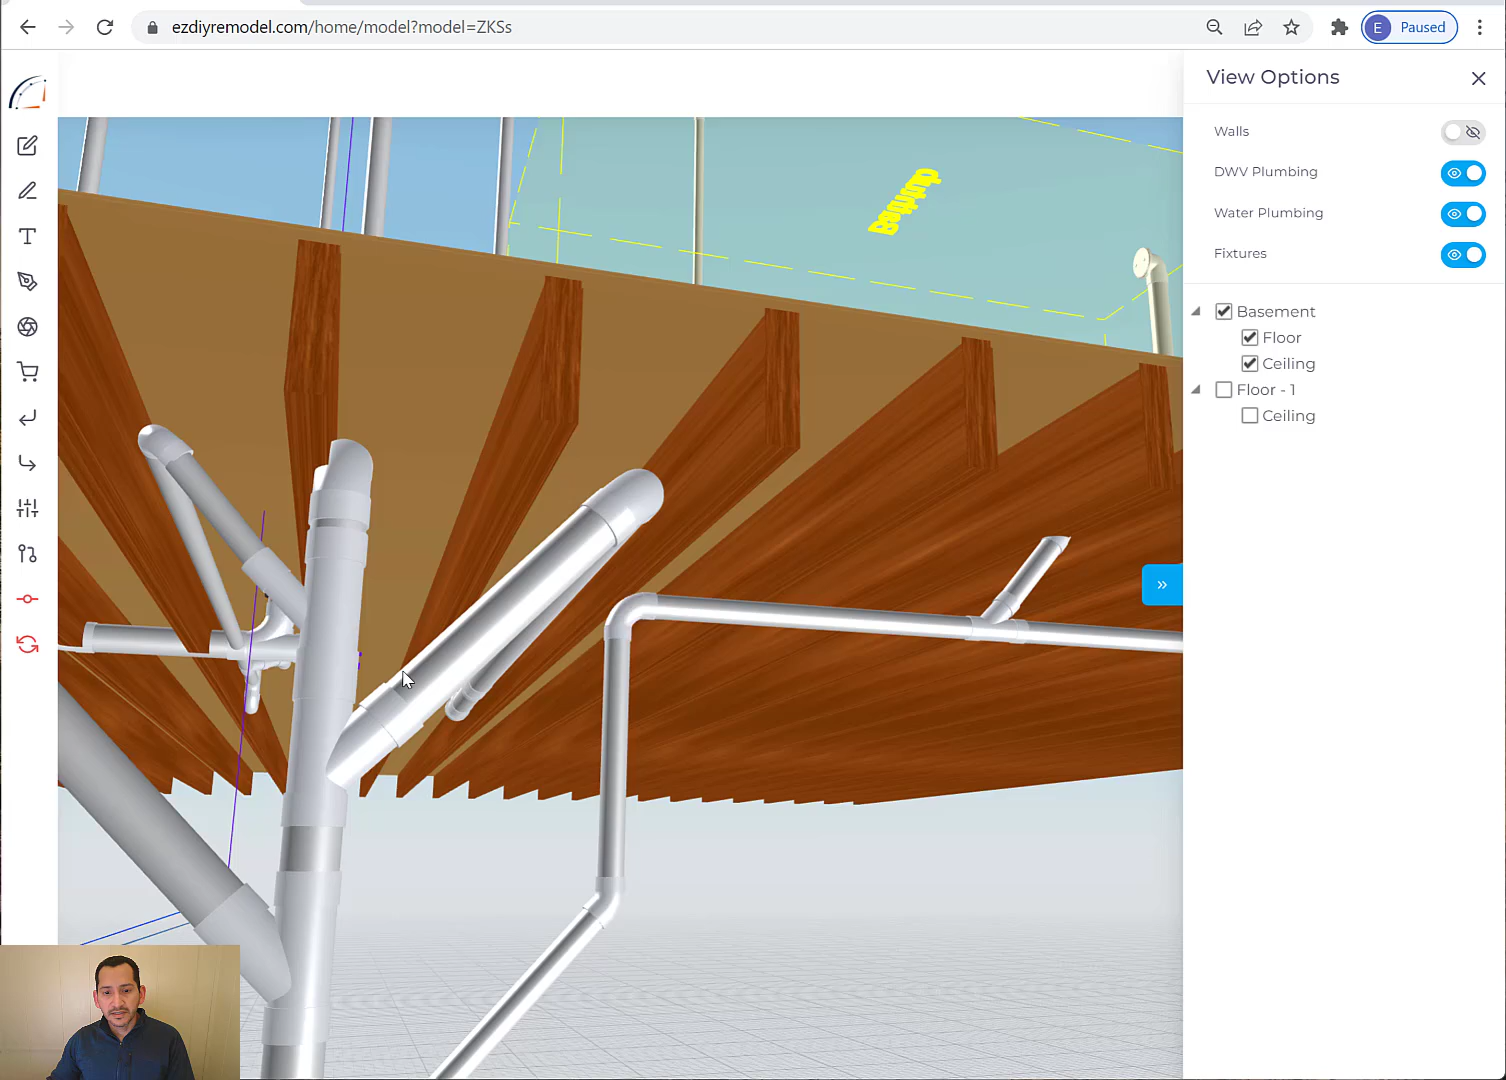 ezdiyremodel.com/home/model?model=ZKSs
E
Paused
View Options
Walls
DWV Plumbing
Water Plumbing
Fixtures
Basement
Floor
Ceiling
Floor - 1
Ceiling